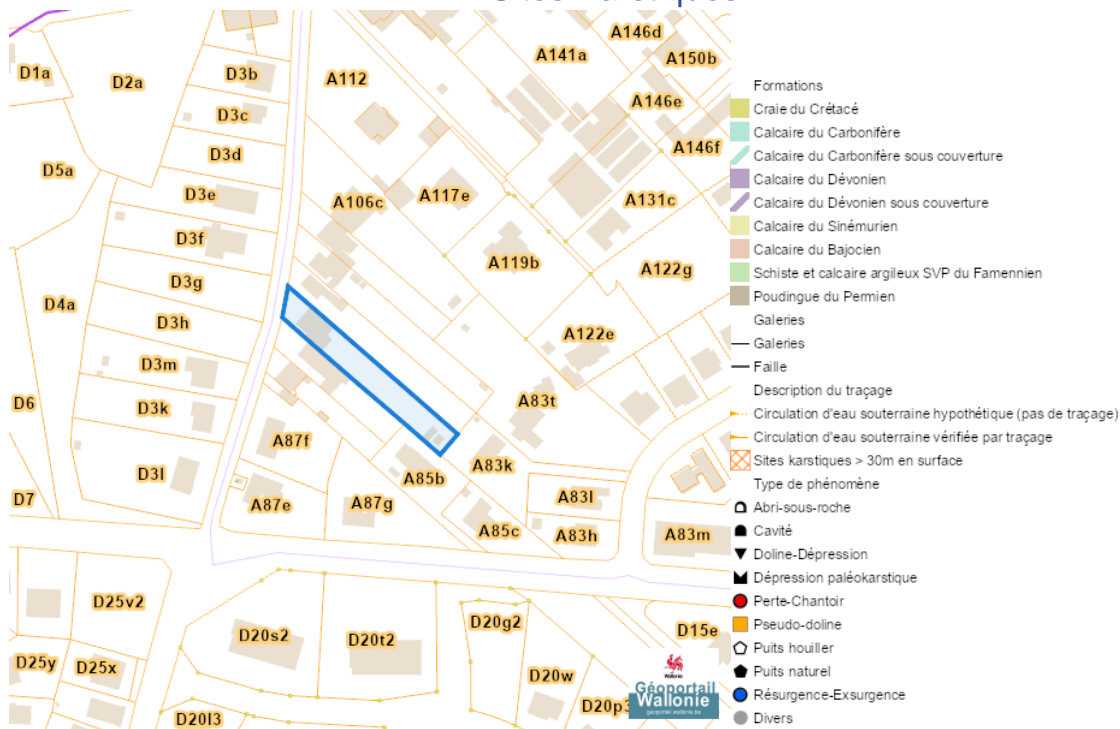 A146d
A141a
A150b
D1a
D2a
D3b
A112
A146e
D3c
A146f
D3d
D5a
D3e
A117e
A106c
A131c
D3f
A119b
A122g
D3g
D4a
D3h
A122e
D3m
D6
D3k
A83t
A87f
D3l
A83k
A85b
D7
A87e
A87g
A83l
A85c
A83h
A83m
D25v2
D20s2
D20t2
D20g2
D15e
D25y
D25x
D20w
D20p3
D20l3
Wallonie
Géoportail
Wallonie
geoportail.wallonie.be
Formations
Craie du Crétacé
Calcaire du Carbonifère
Calcaire du Carbonifère sous couverture
Calcaire du Dévonien
Calcaire du Dévonien sous couverture
Calcaire du Sinémurien
Calcaire du Bajocien
Schiste et calcaire argileux SVP du Famennien
Poudingue du Permien
Galeries
Galeries
Faille
Description du traçage
Circulation d'eau souterraine hypothétique (pas de traçage)
Circulation d'eau souterraine vérifiée par traçage
Sites karstiques > 30m en surface
Type de phénomène
Abri-sous-roche
Cavité
Doline-Dépression
Dépression paléokarstique
Perte-Chantoir
Pseudo-doline
Puits houiller
Puits naturel
Résurgence-Exsurgence
Divers